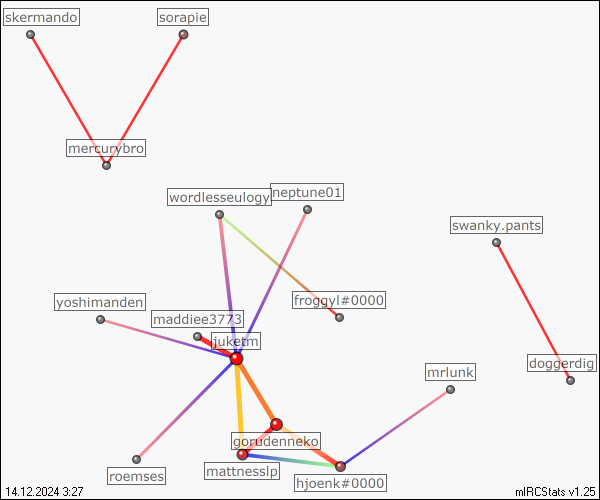 skermando
sorapie
mercurybro
wordlesseulogy
neptune01
swanky.pants
yoshimanden
froggyl#0000
maddiee3773
juketm
doggerdig
mrlunk
gorudenneko
roemses
mattnesslp
hjoenk#0000
14.12.2024 3:27
mIRCStats v1.25